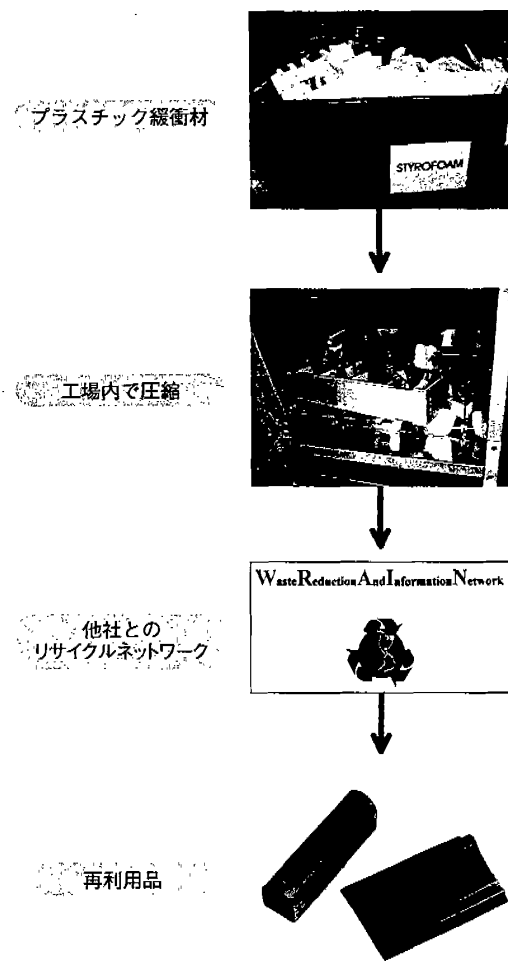 プラスチック緩衝材
STYROFOAM
工場内で圧縮
WasteReductionAndInformationNetwork
他社との
リサイクルネットワーク
再利用品